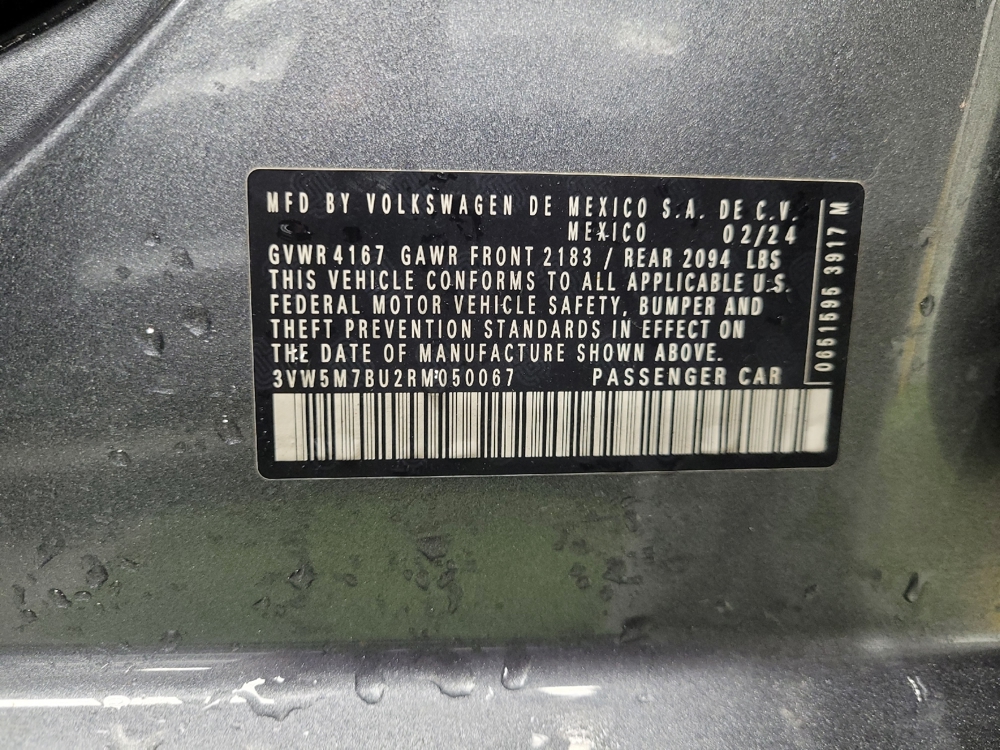 MFD BY VOLKSWAGEN DE MEXICO S.A. DE C.V.
MEXICO 02/24
GVWR 4167 GAWR FRONT 2183 / REAR 2094 LBS
THIS VEHICLE CONFORMS TO ALL APPLICABLE U.S.
FEDERAL MOTOR VEHICLE SAFETY, BUMPER AND
THEFT PREVENTION STANDARDS IN EFFECT ON
THE DATE OF MANUFACTURE SHOWN ABOVE.
3VW5M7BU2RM050067 PASSENGER CAR
0651595 3917 M